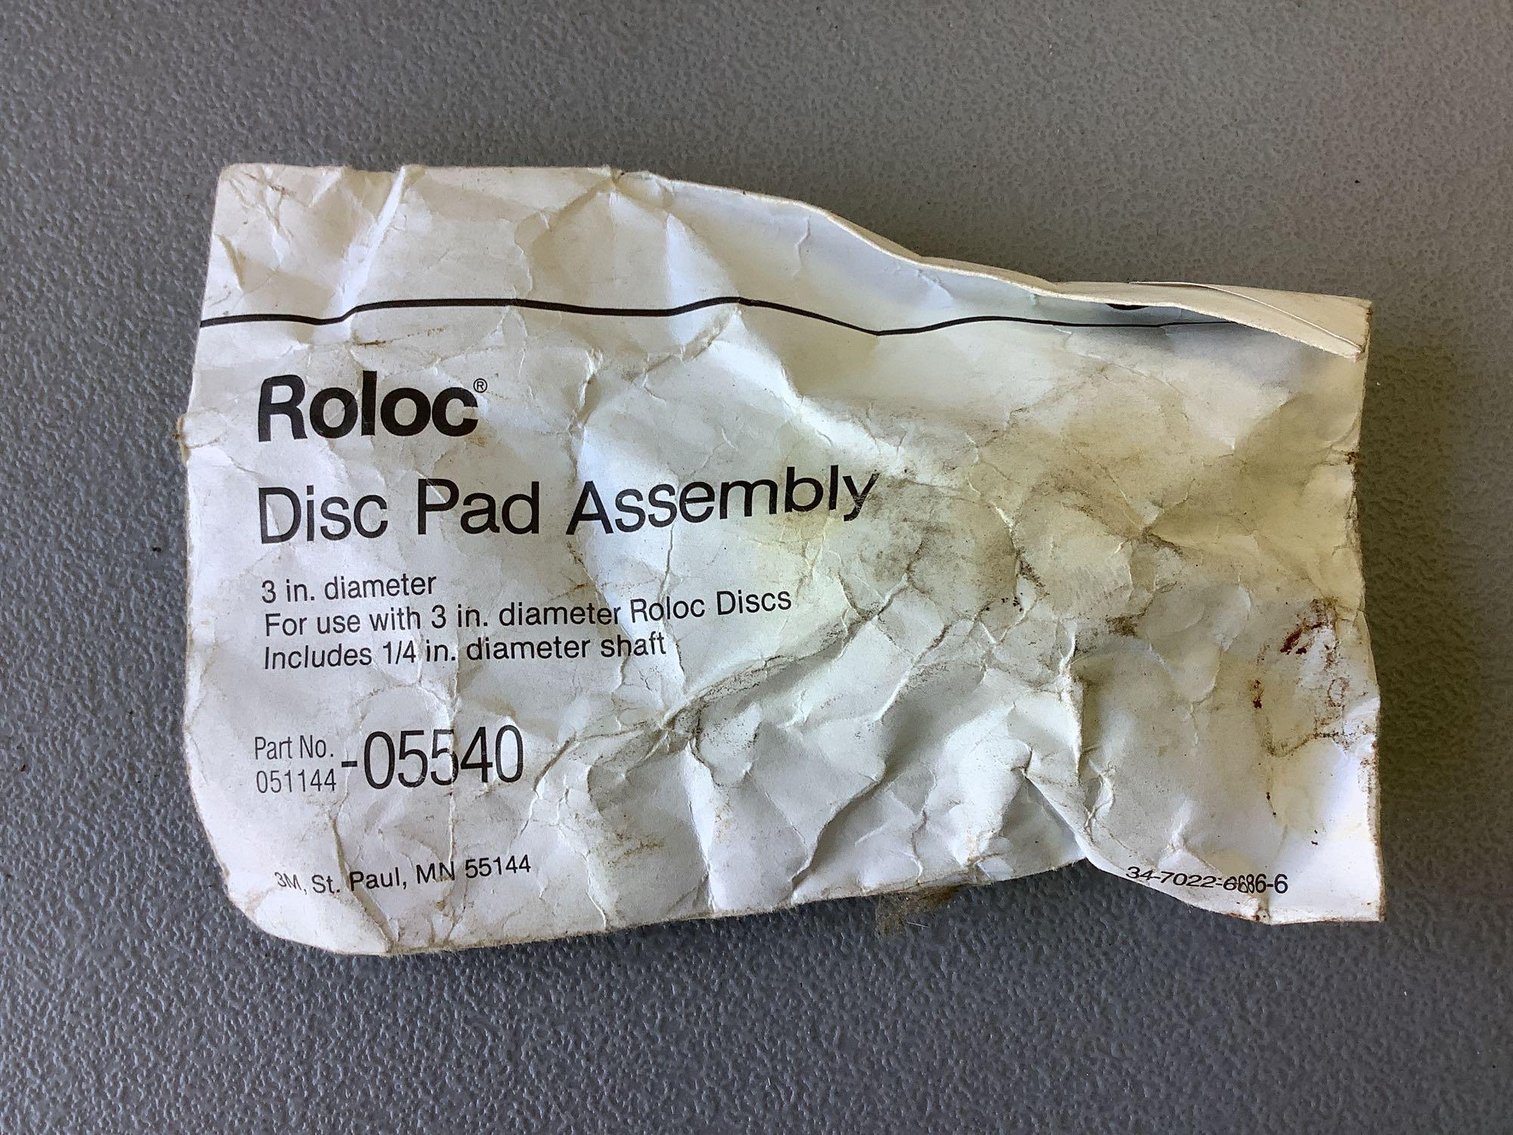 Roloc®
Disc Pad Assembly
3 in. diameter
For use with 3 in. diameter Roloc Discs
Includes 1/4 in. diameter shaft
Part No.
051144-05540
3M, St. Paul, MN 55144
34-7022-6686-6